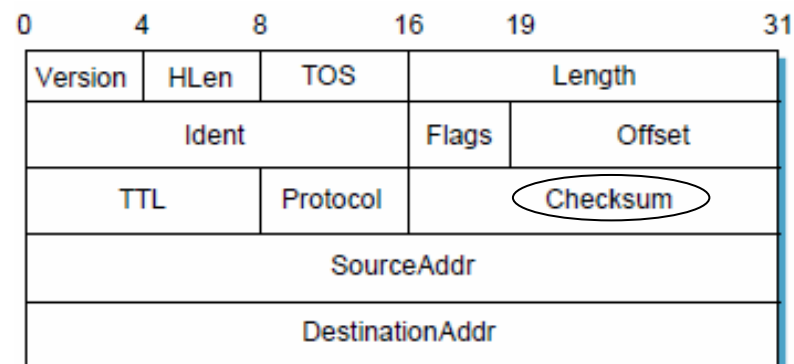 0 4 8 16 19 31
Version HLen TOS Length
Ident Flags Offset
TTL Protocol Checksum
SourceAddr
DestinationAddr